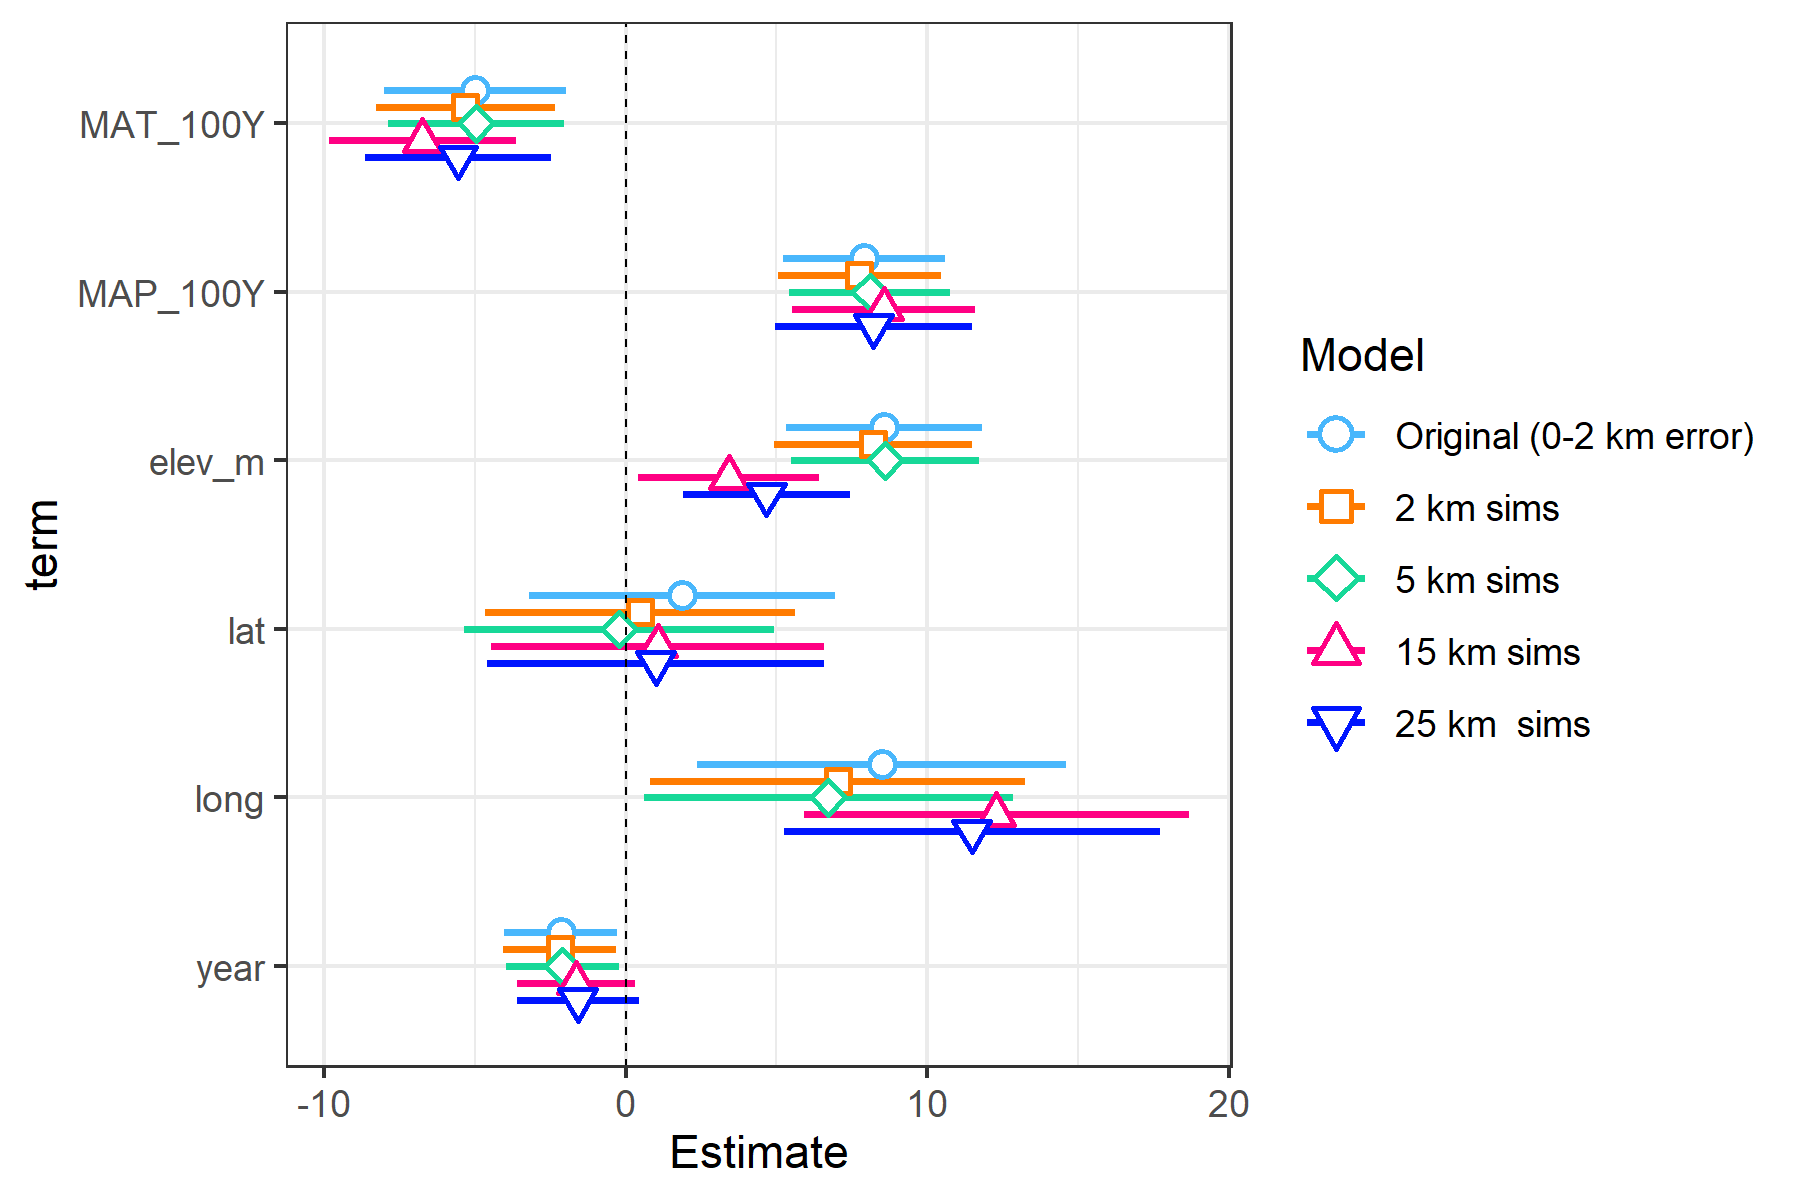 MAT_100Y
MAP_100Y
elev_m
lat
long
year
term
-10
0
10
20
Estimate
Model
Original (0-2 km error)
2 km sims
5 km sims
15 km sims
25 km  sims